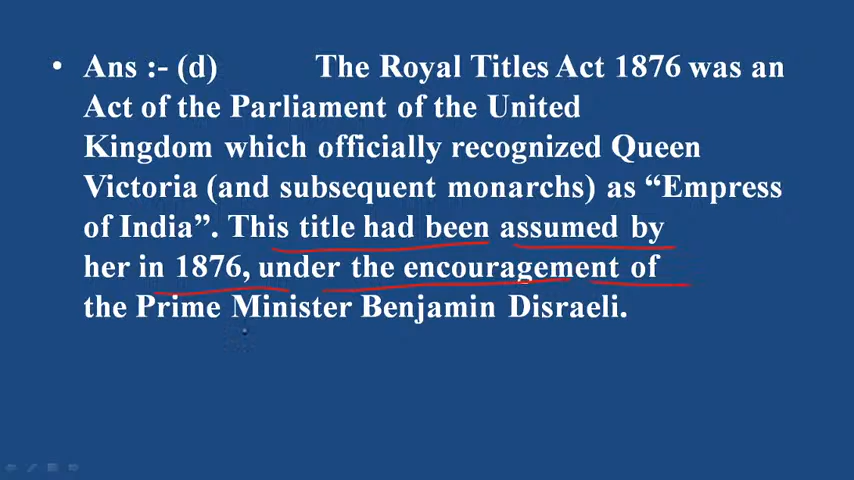 • Ans :- (d) The Royal Titles Act 1876 was an
Act of the Parliament of the United
Kingdom which officially recognized Queen
Victoria (and subsequent monarchs) as “Empress
of India”. This title had been assumed by
her in 1876, under the encouragement of
the Prime Minister Benjamin Disraeli.